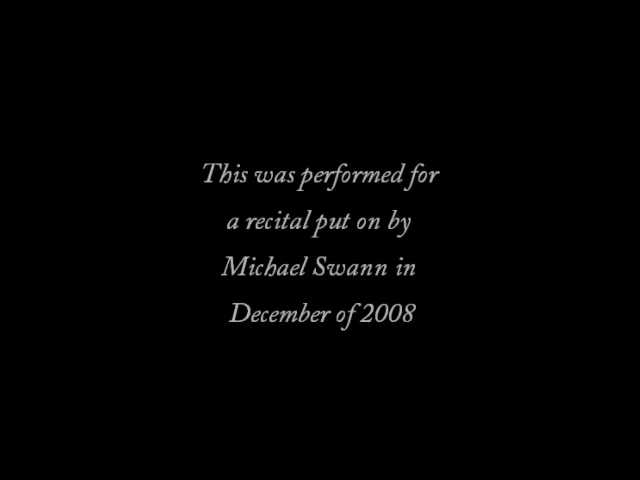 This was performed for
a recital put on by
Michael Swann in
December of 2008